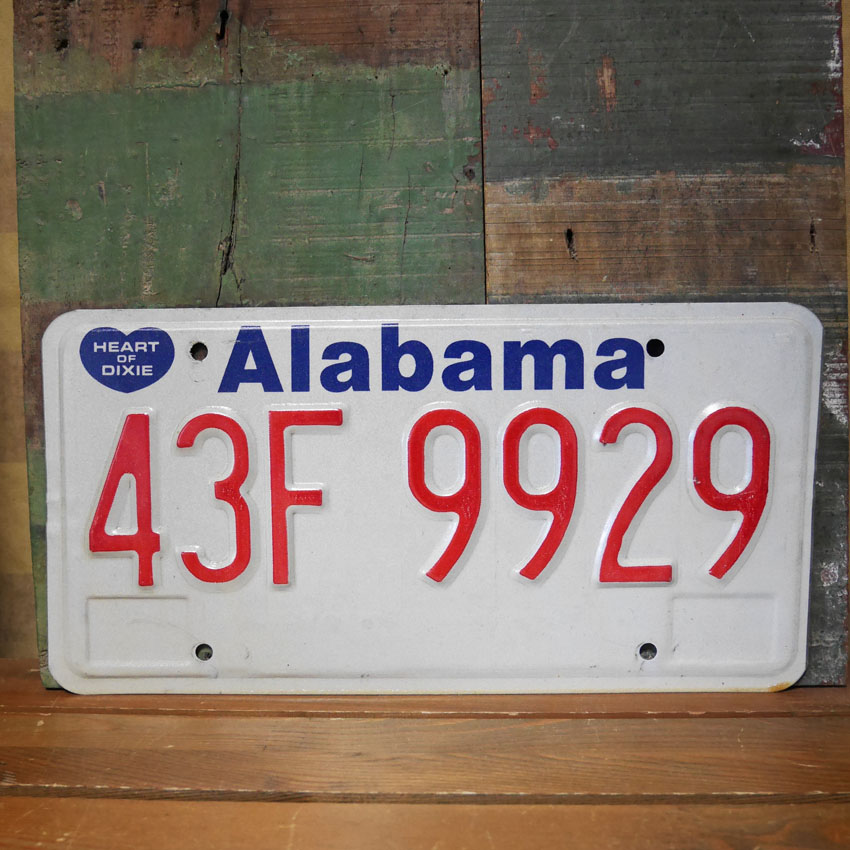 HEART
OF
DIXIE
Alabama
43F 9929